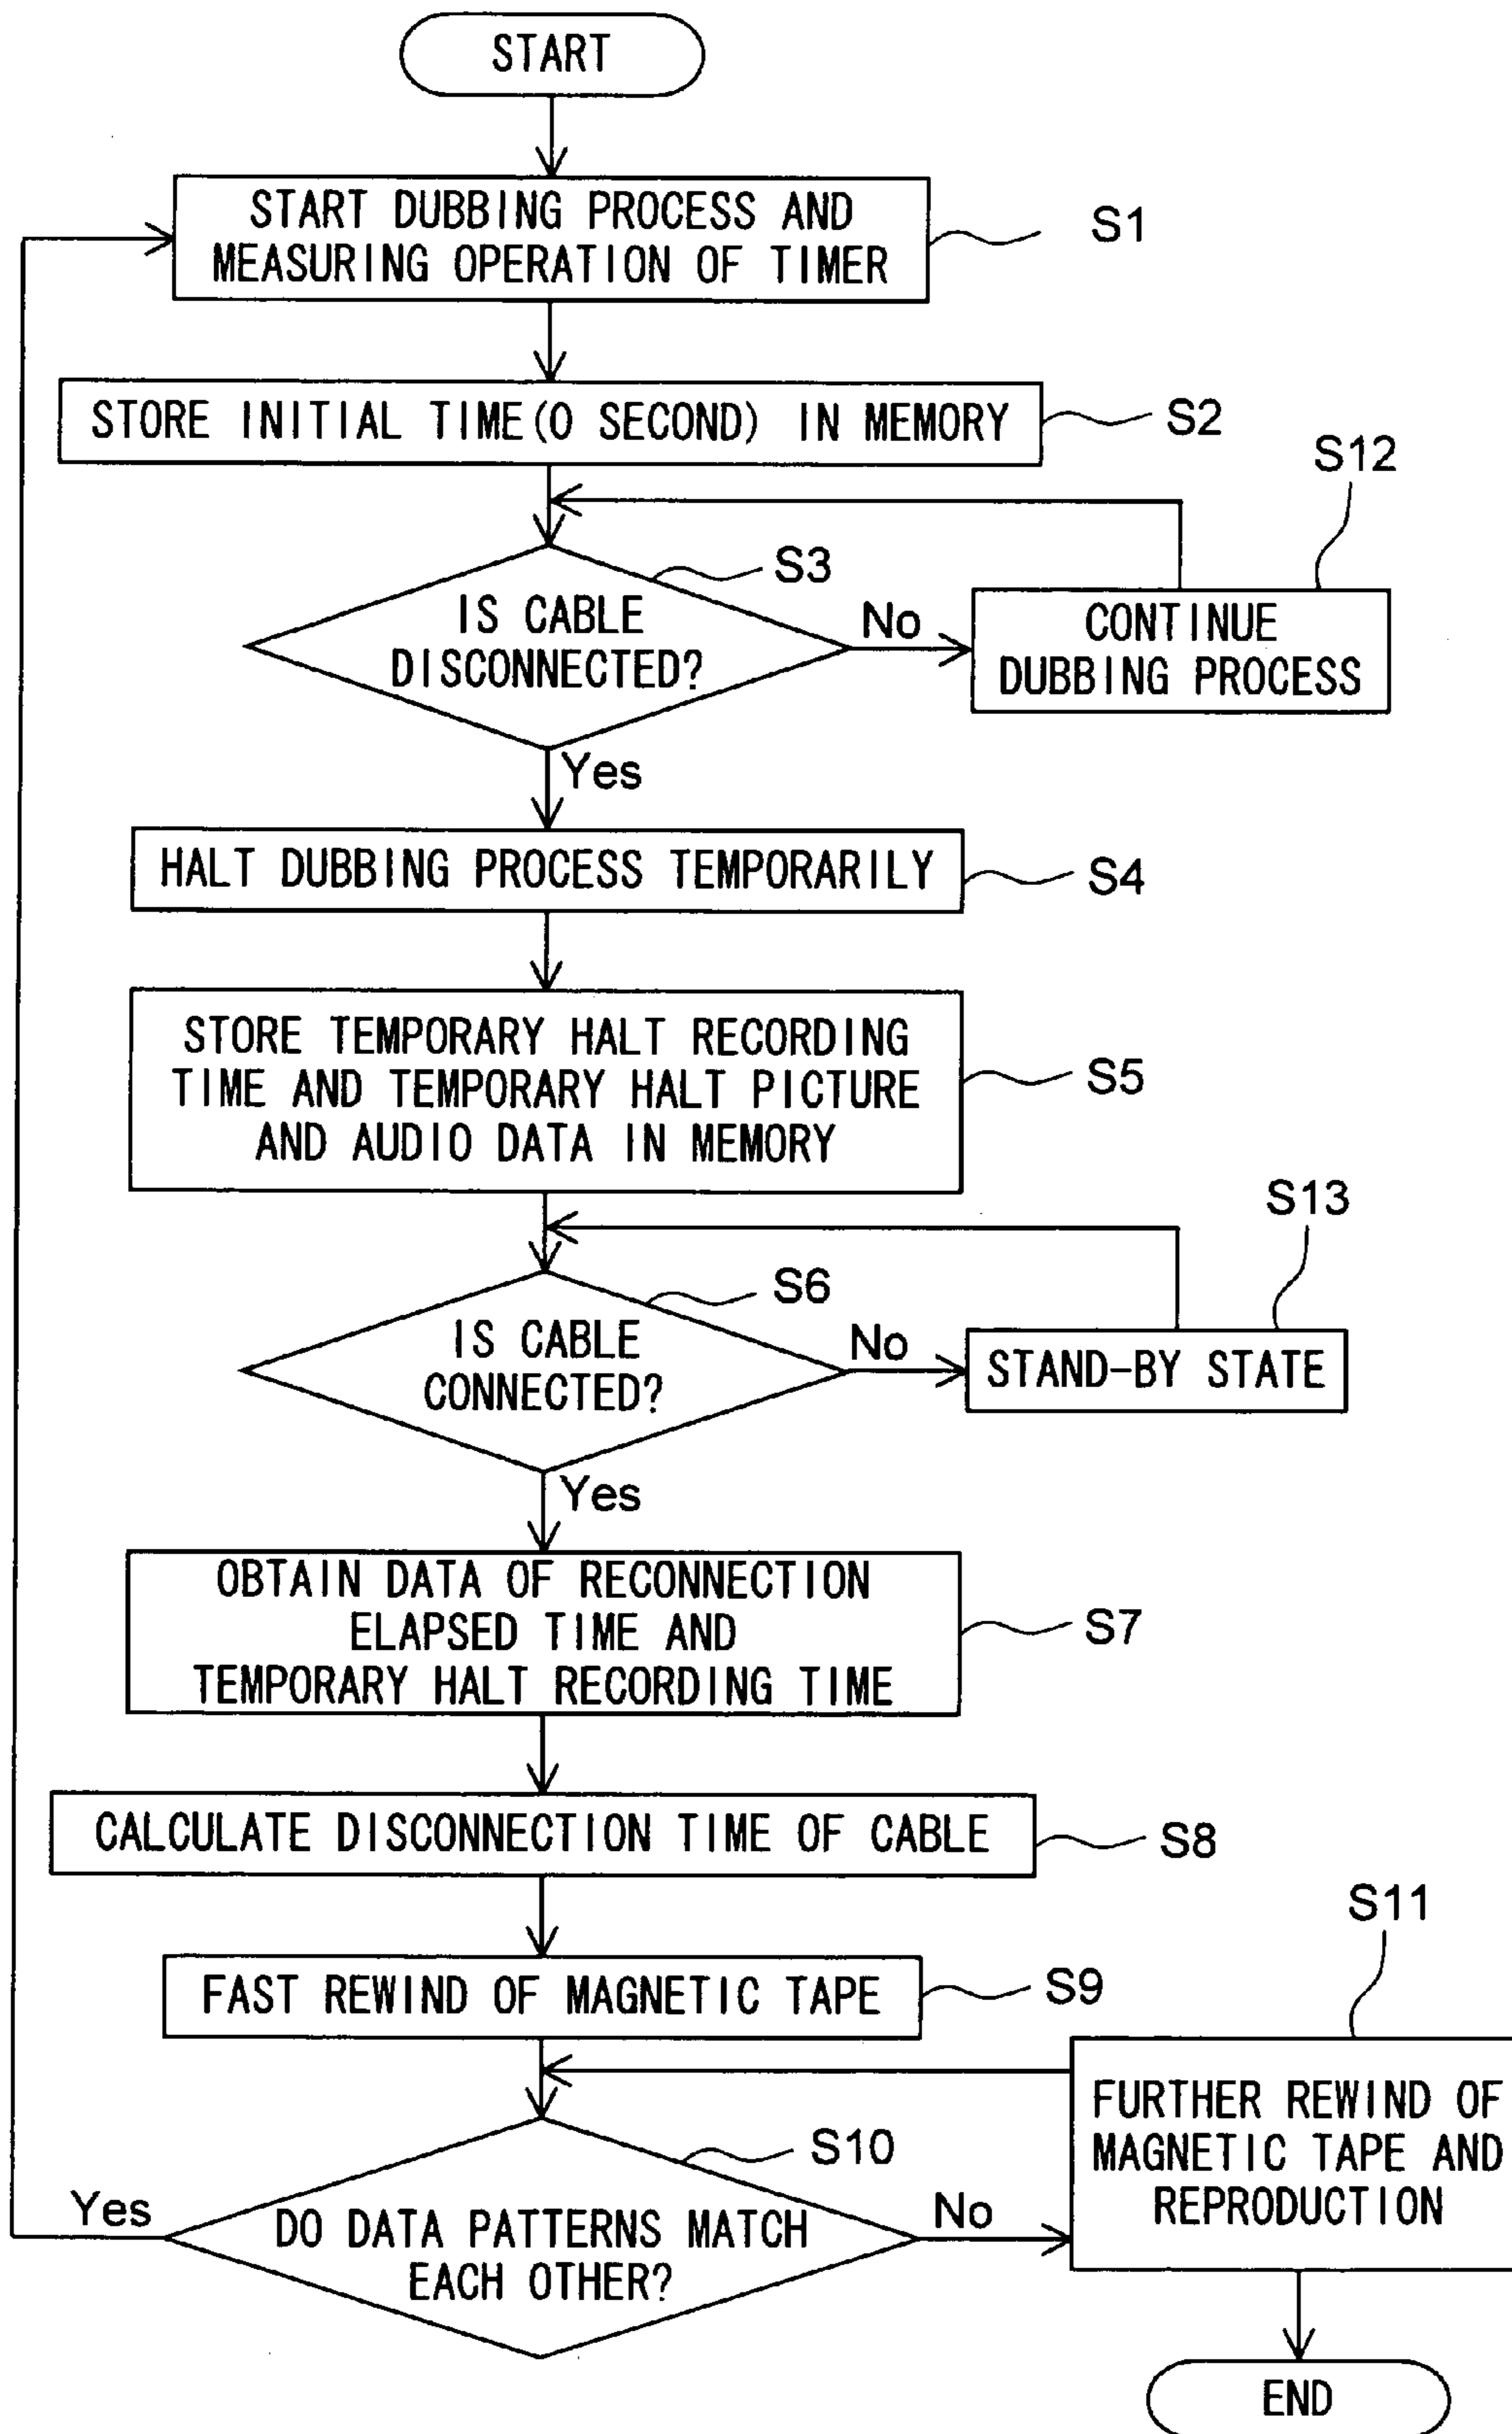 START
START DUBBING PROCESS AND
MEASURING OPERATION OF TIMER
S1
STORE INITIAL TIME(0 SECOND) IN MEMORY
S2
S12
S3
IS CABLE
DISCONNECTED?
No
CONTINUE
DUBBING PROCESS
Yes
HALT DUBBING PROCESS TEMPORARILY
S4
STORE TEMPORARY HALT RECORDING
TIME AND TEMPORARY HALT PICTURE
AND AUDIO DATA IN MEMORY
S5
S13
S6
IS CABLE
CONNECTED?
No
STAND-BY STATE
Yes
OBTAIN DATA OF RECONNECTION
ELAPSED TIME AND
TEMPORARY HALT RECORDING TIME
S7
CALCULATE DISCONNECTION TIME OF CABLE
S8
S11
FAST REWIND OF MAGNETIC TAPE
S9
FURTHER REWIND OF
MAGNETIC TAPE AND
REPRODUCTION
S10
Yes
DO DATA PATTERNS MATCH
EACH OTHER?
No
END